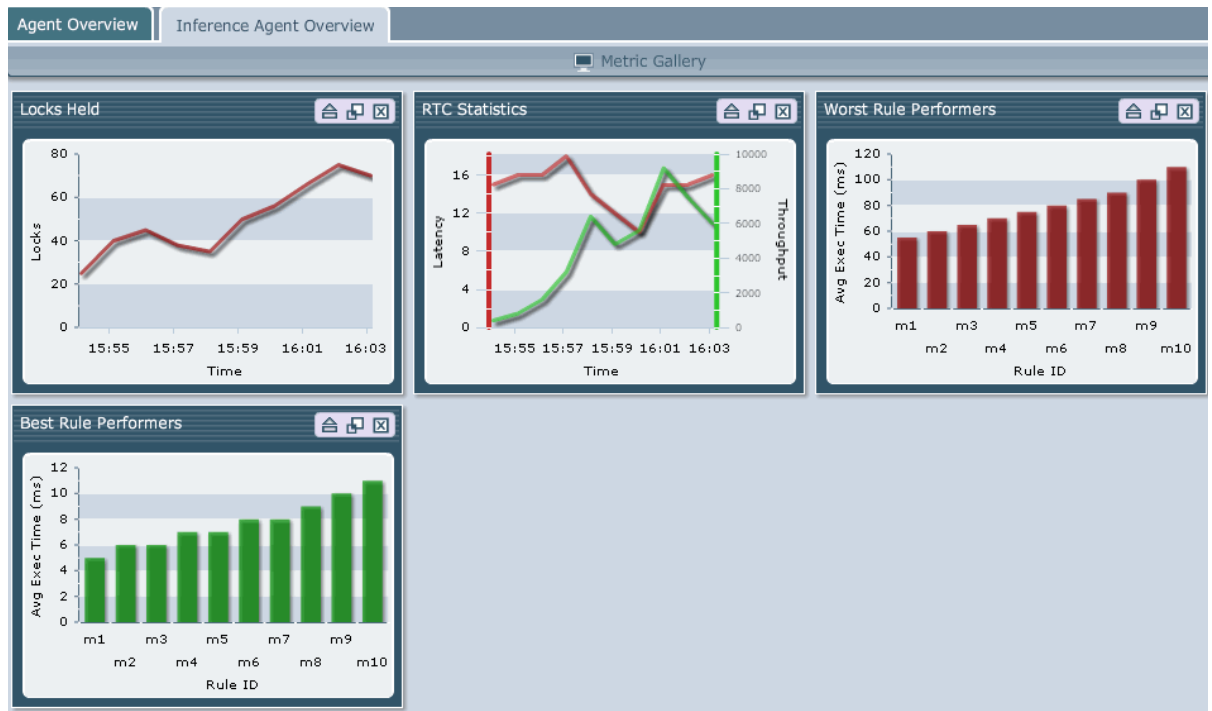 Agent Overview
Inference Agent Overview
Metric Gallery
Locks Held
80
60
40
20
0
Locks
15:55 15:57 15:59 16:01 16:03
Time
RTC Statistics
16
12
8
4
0
Latency
10000
8000
6000
4000
2000
0
Throughput
15:55 15:57 15:59 16:01 16:03
Time
Worst Rule Performers
120
100
80
60
40
20
0
Avg Exec Time (ms)
m1 m3 m5 m7 m9
m2 m4 m6 m8 m10
Rule ID
Best Rule Performers
12
10
8
6
4
2
0
Avg Exec Time (ms)
m1 m3 m5 m7 m9
m2 m4 m6 m8 m10
Rule ID